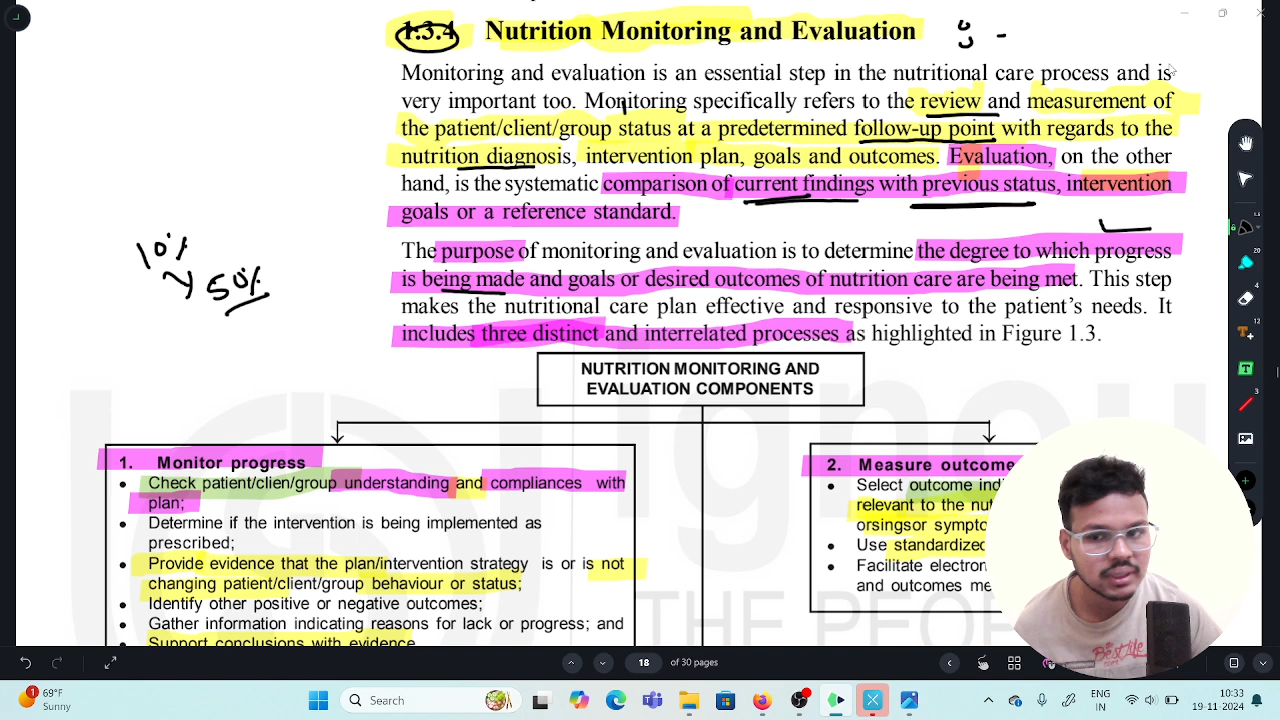 1.3.4 Nutrition Monitoring and Evaluation
Monitoring and evaluation is an essential step in the nutritional care process and is
very important too. Monitoring specifically refers to the review and measurement of
the patient/client/group status at a predetermined follow-up point with regards to the
nutrition diagnosis, intervention plan, goals and outcomes. Evaluation, on the other
hand, is the systematic comparison of current findings with previous status, intervention
goals or a reference standard.
10%
50%
The purpose of monitoring and evaluation is to determine the degree to which progress
is being made and goals or desired outcomes of nutrition care are being met. This step
makes the nutritional care plan effective and responsive to the patient's needs. It
includes three distinct and interrelated processes as highlighted in Figure 1.3.
NUTRITION MONITORING AND
EVALUATION COMPONENTS
1. Monitor progress
• Check patient/clien/group understanding and compliances with
plan;
• Determine if the intervention is being implemented as
prescribed;
• Provide evidence that the plan/intervention strategy is or is not
changing patient/client/group behaviour or status;
• Identify other positive or negative outcomes;
• Gather information indicating reasons for lack or progress; and
• Support conclusions with evidence
2. Measure outcome
• Select outcome ind
relevant to the nut
orsingsor sympto
• Use standardized
• Facilitate electron
and outcomes me
ignou
THE PEO
Best Life
18 of 30 pages
1
69°F
Sunny
Search
ENG
IN
10:33
19-11-2024